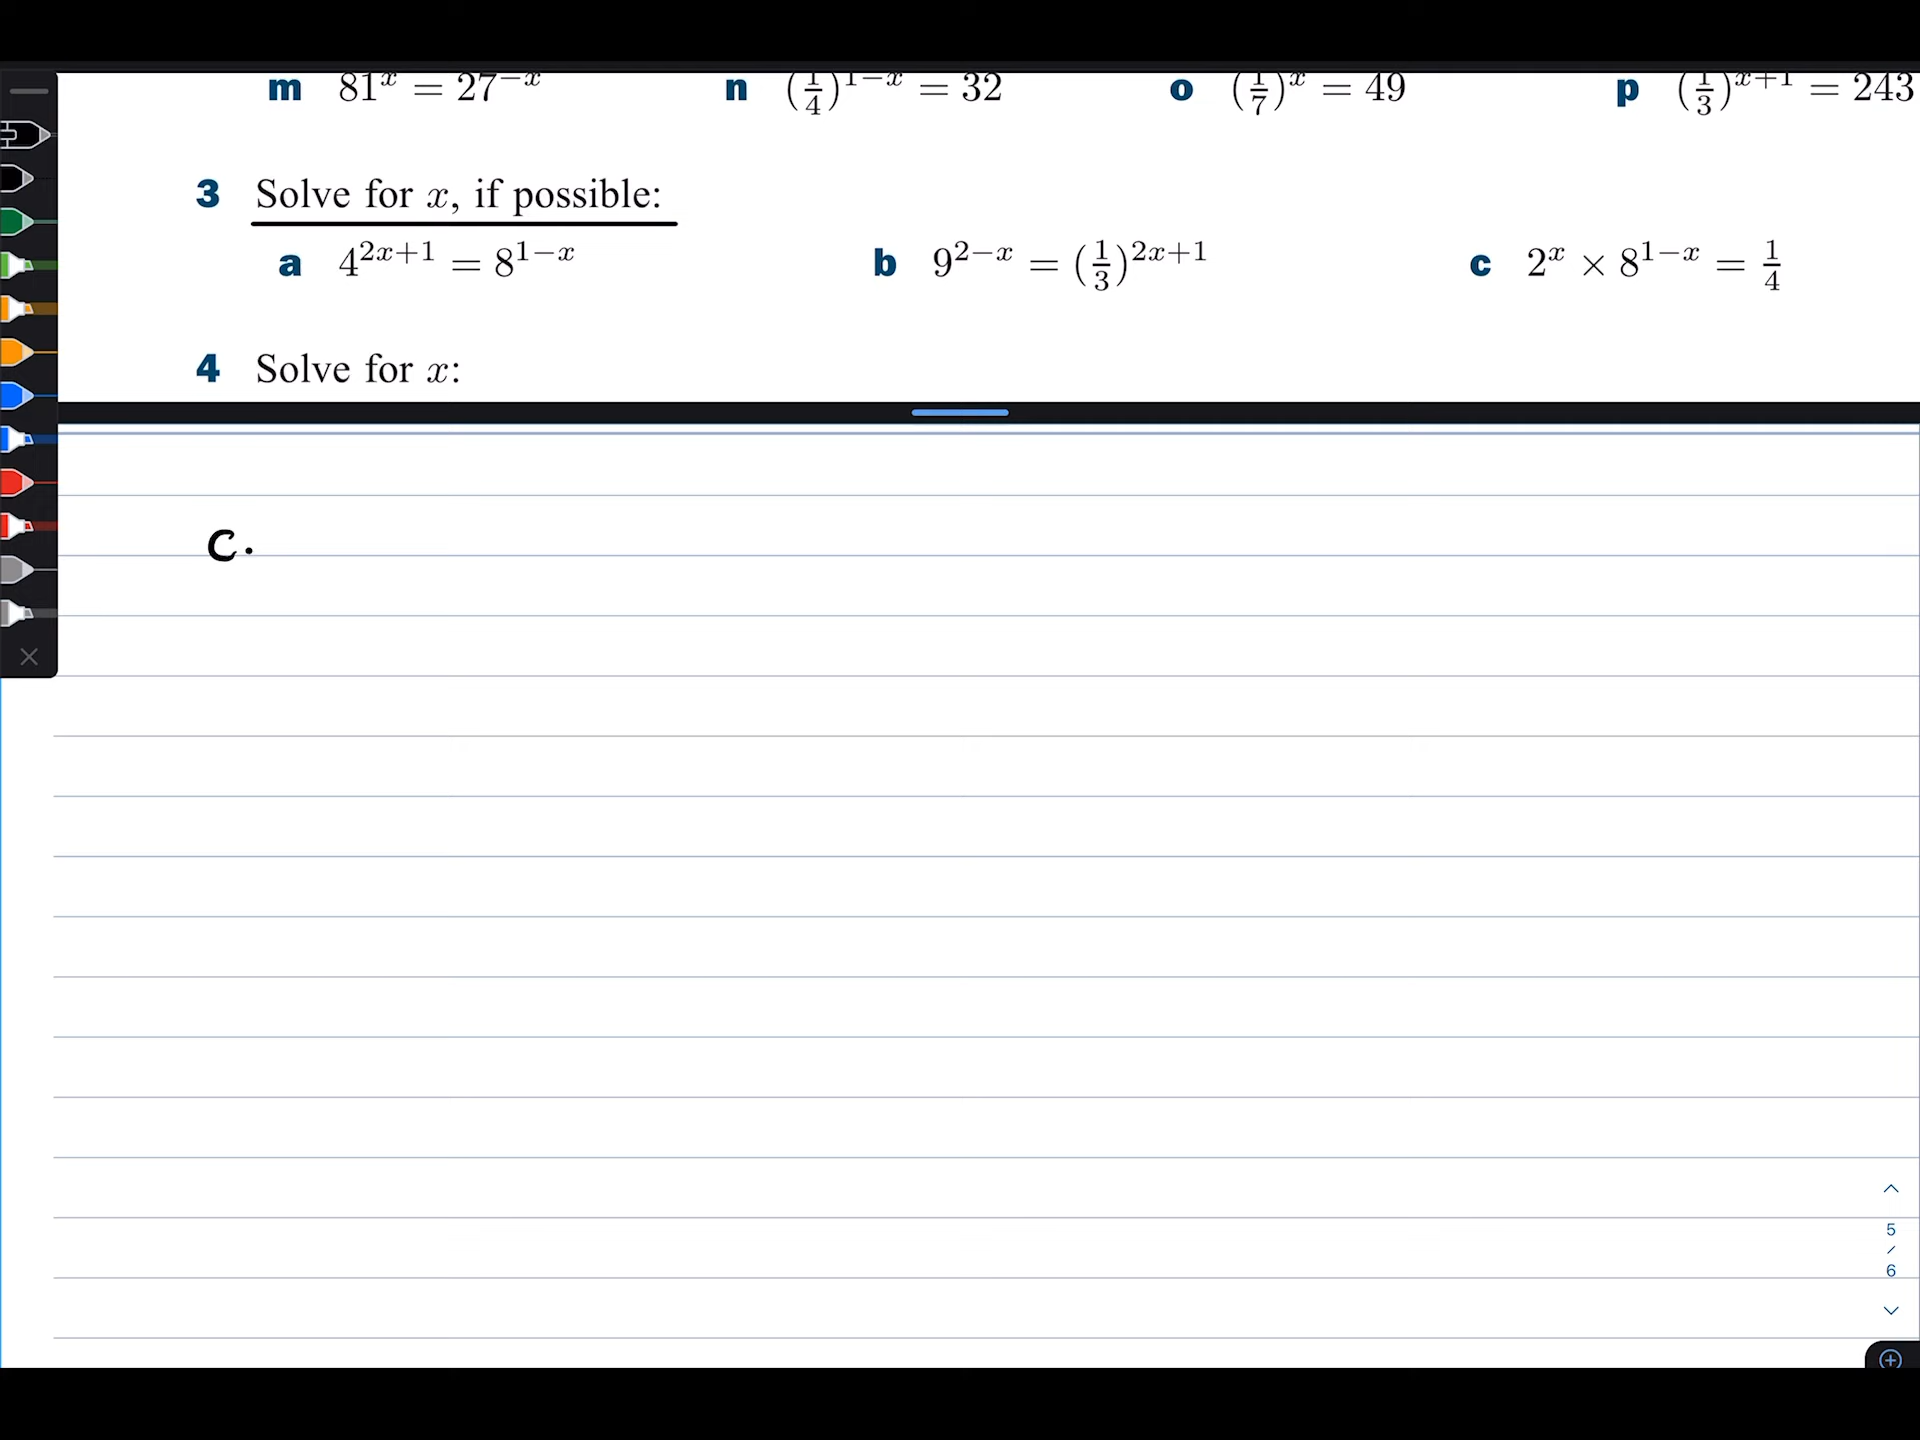 m 81^x = 27^{-x} n (1/4)^{1-x} = 32 o (1/7)^x = 49 p (1/3)^{x+1} = 243
3 Solve for x, if possible:
a 4^{2x+1} = 8^{1-x} b 9^{2-x} = (1/3)^{2x+1} c 2^x × 8^{1-x} = 1/4
4 Solve for x:
c.
5
/
6